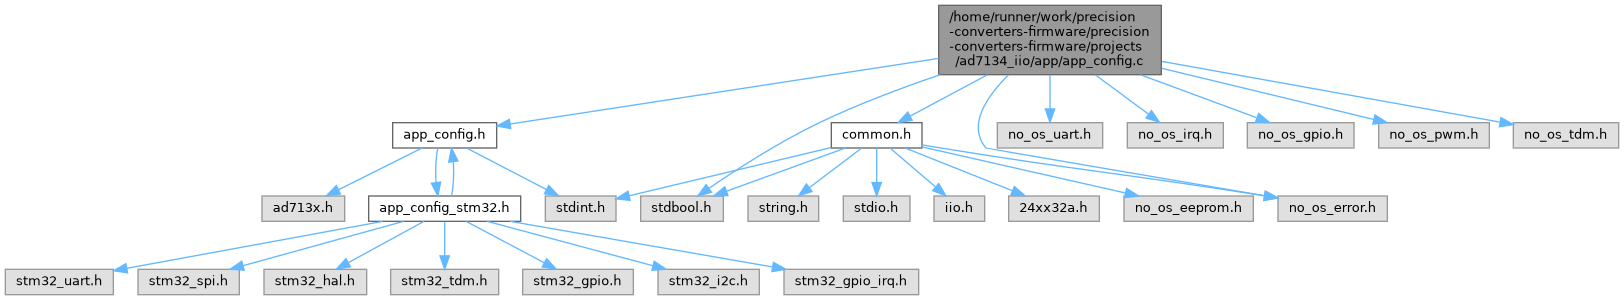 /home/runner/work/precision
-converters-firmware/precision
-converters-firmware/projects
/ad7134_iio/app/app_config.c
app_config.h
common.h
no_os_uart.h
no_os_irq.h
no_os_gpio.h
no_os_pwm.h
no_os_tdm.h
ad713x.h
app_config_stm32.h
stdint.h
stdbool.h
string.h
stdio.h
iio.h
24xx32a.h
no_os_eeprom.h
no_os_error.h
stm32_uart.h
stm32_spi.h
stm32_hal.h
stm32_tdm.h
stm32_gpio.h
stm32_i2c.h
stm32_gpio_irq.h